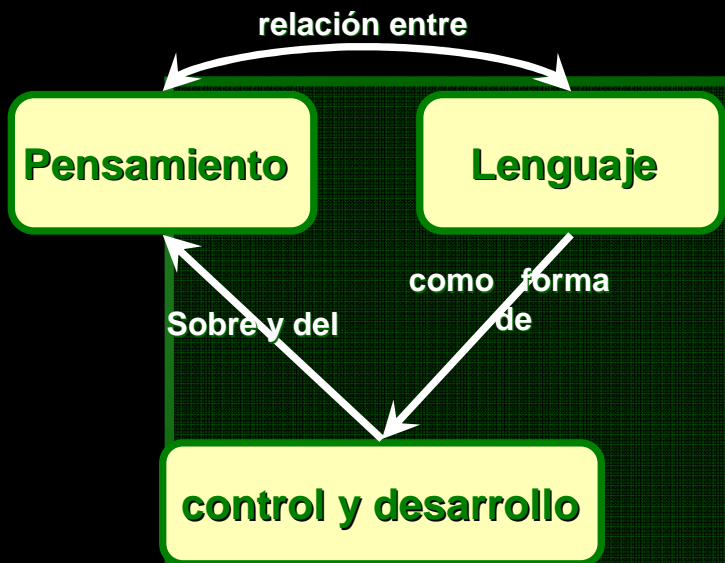 relación entre
Pensamiento
Lenguaje
como forma
de
Sobre y del
control y desarrollo